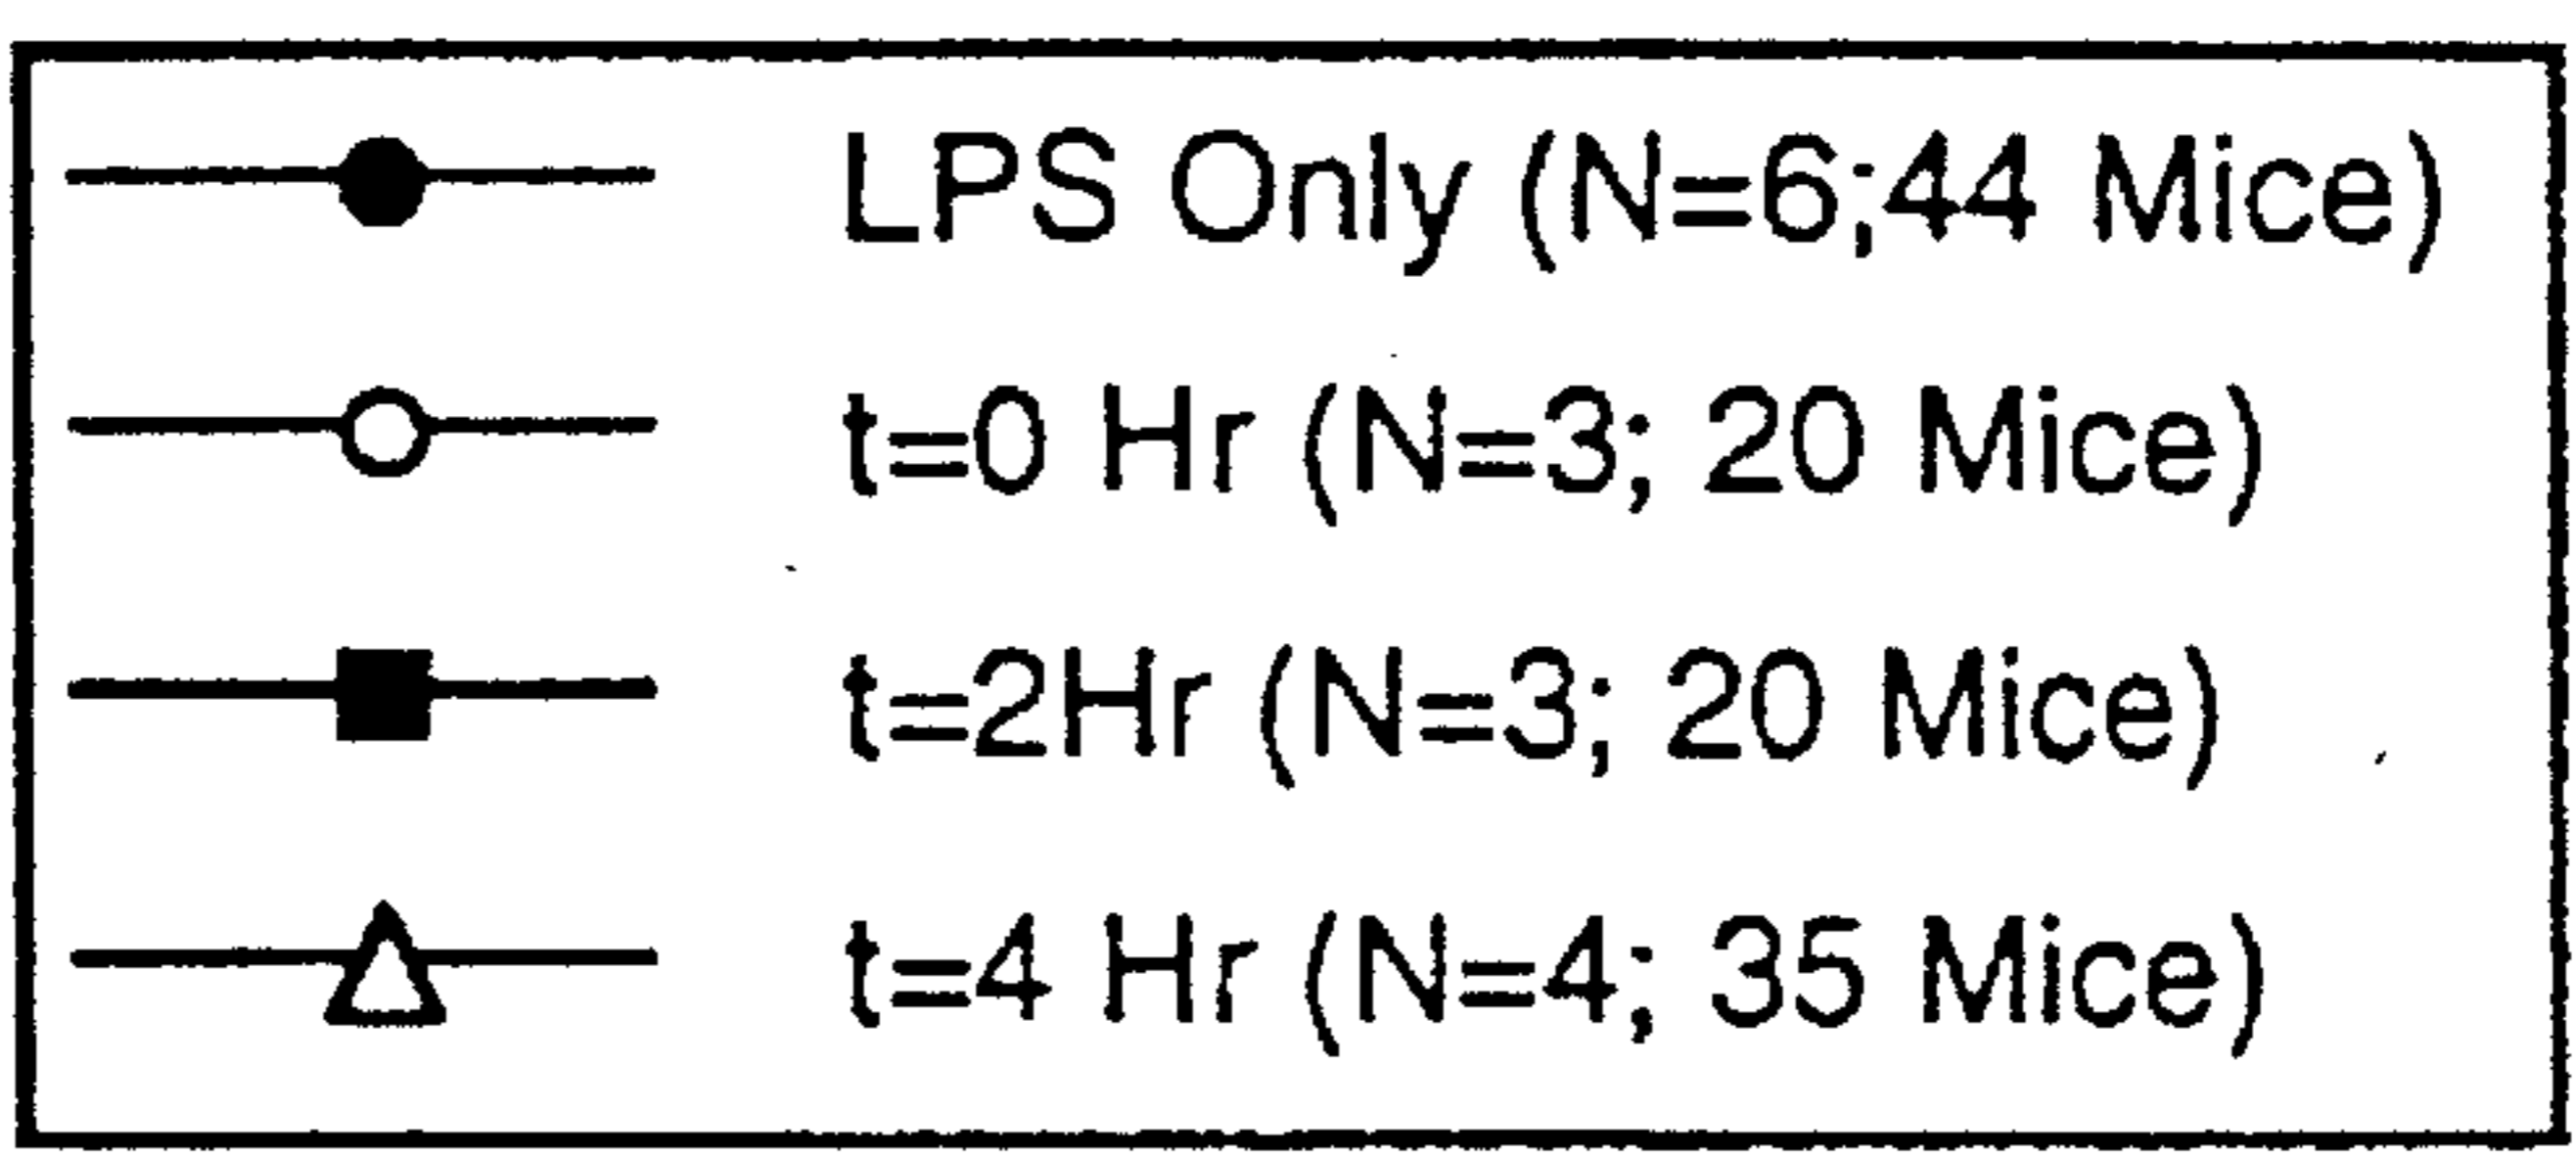 LPS Only (N=6;44 Mice)
t=0 Hr (N=3; 20 Mice)
t=2Hr (N=3; 20 Mice)
t=4 Hr (N=4; 35 Mice)